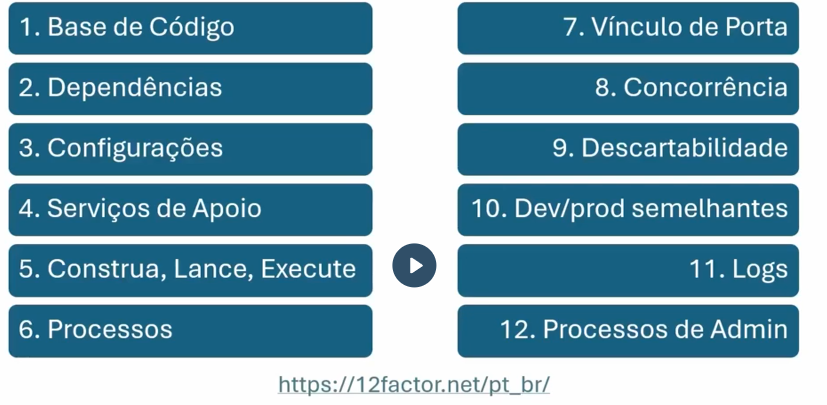 1. Base de Código
2. Dependências
3. Configurações
4. Serviços de Apoio
5. Construa, Lance, Execute
6. Processos
7. Vínculo de Porta
8. Concorrência
9. Descartabilidade
10. Dev/prod semelhantes
11. Logs
12. Processos de Admin
https://12factor.net/pt_br/